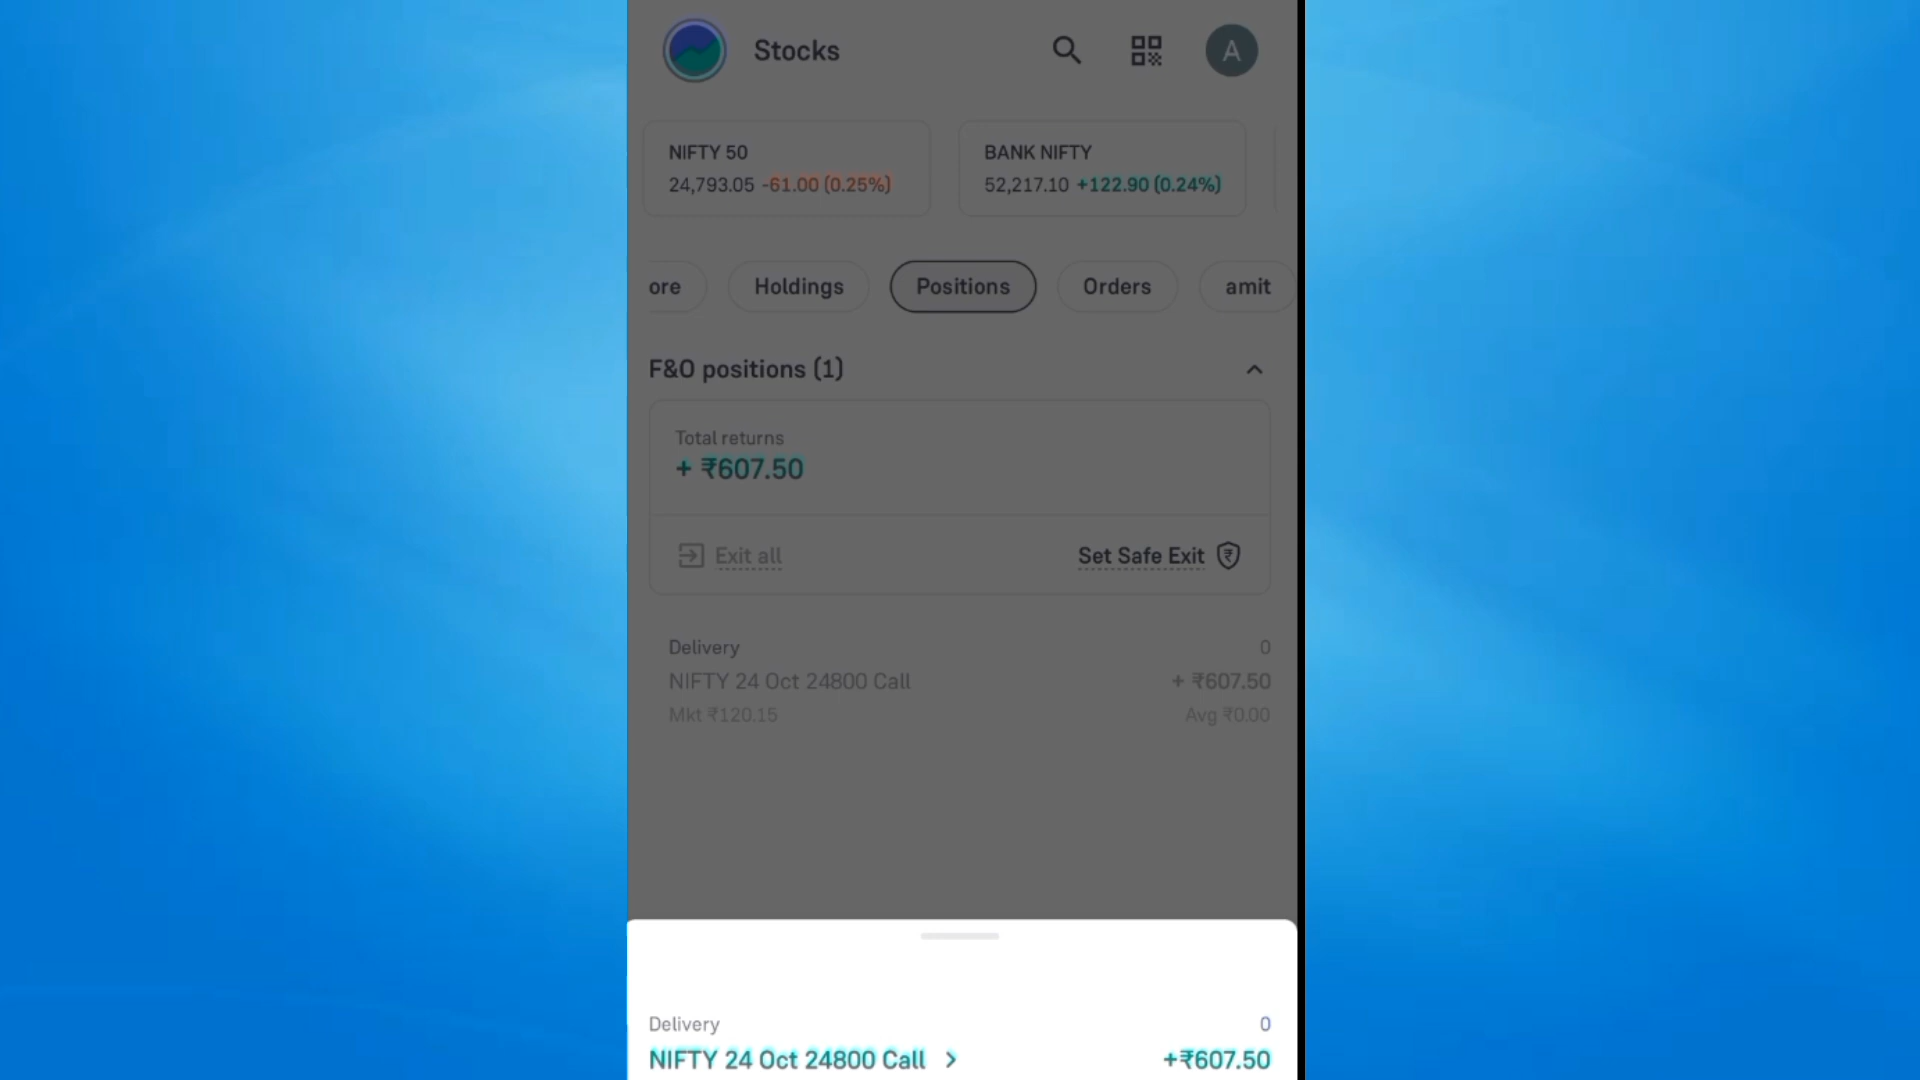 Stocks
A
NIFTY 50
24,793.05 -61.00 (0.25%)
BANK NIFTY
52,217.10 +122.90 (0.24%)
ore
Holdings
Positions
Orders
amit
F&O positions (1)
Total returns
+ ₹607.50
Exit all
Set Safe Exit
Delivery 0
NIFTY 24 Oct 24800 Call + ₹607.50
Mkt ₹120.15 Avg ₹0.00
Delivery 0
NIFTY 24 Oct 24800 Call +₹607.50